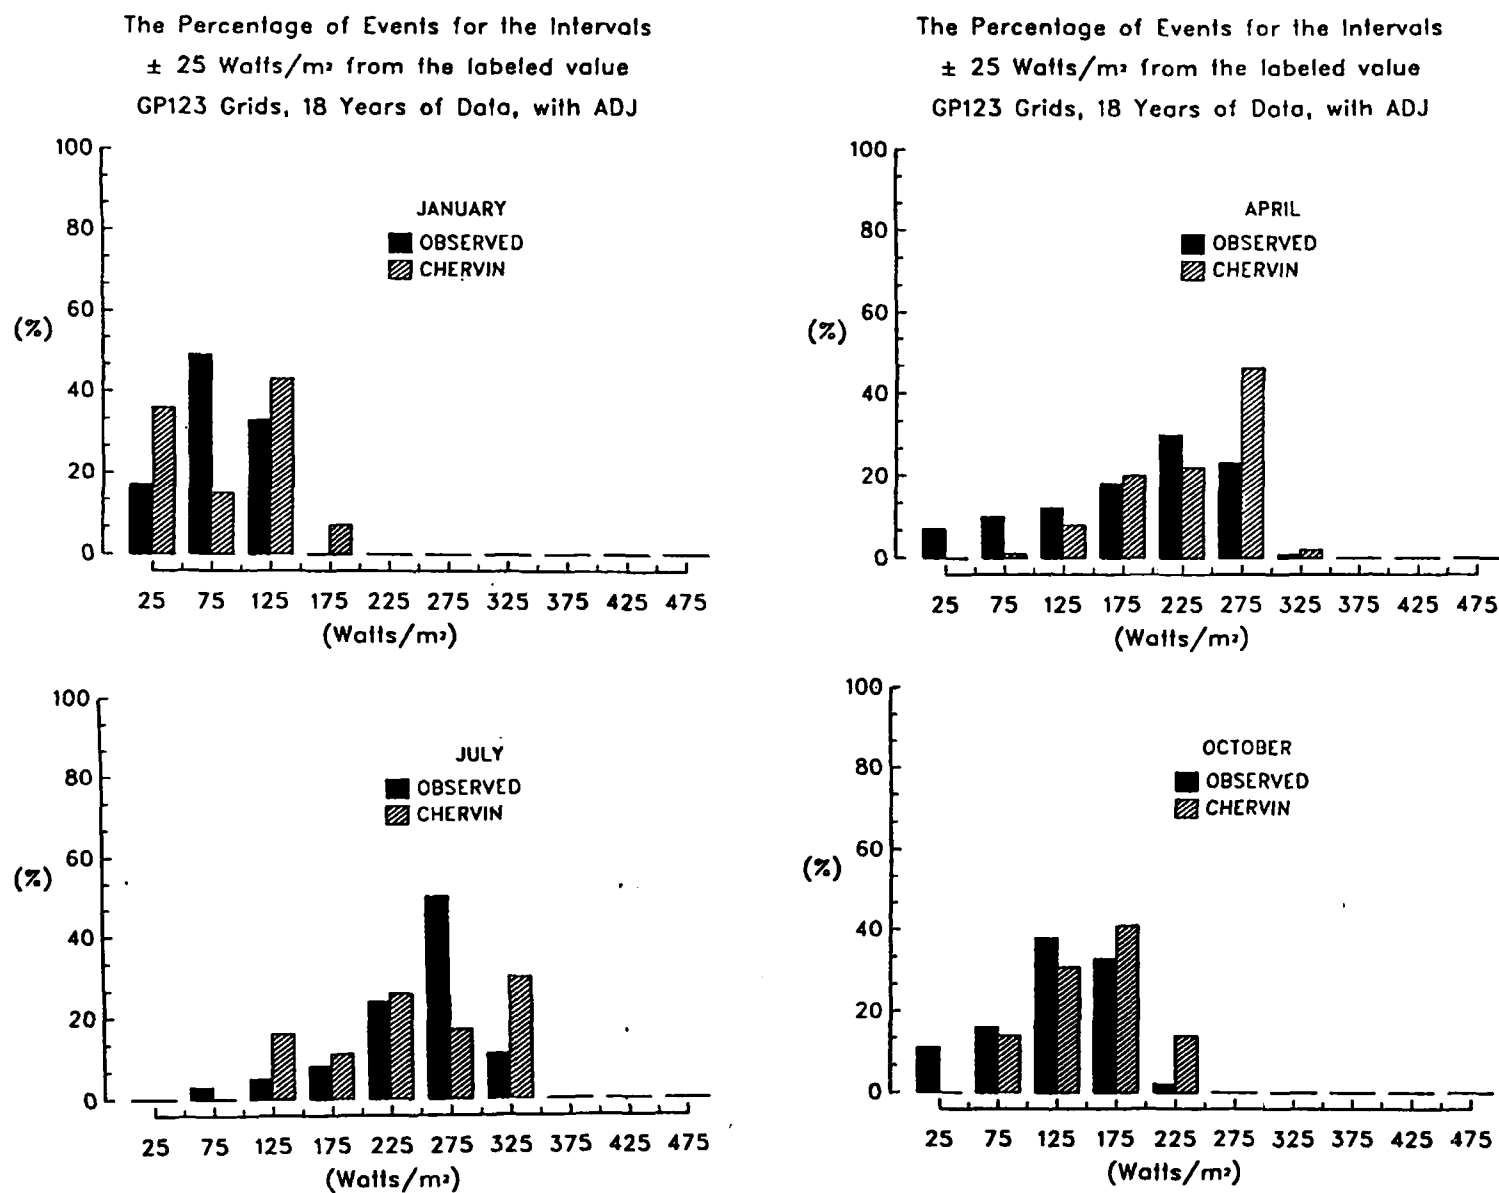 The Percentage of Events for the Intervals
± 25 Watts/m² from the labeled value
GP123 Grids, 18 Years of Data, with ADJ
100
80
60
40
20
0
(%)
JANUARY
OBSERVED
CHERVIN
25 75 125 175 225 275 325 375 425 475
(Watts/m²)
The Percentage of Events for the Intervals
± 25 Watts/m² from the labeled value
GP123 Grids, 18 Years of Data, with ADJ
100
80
60
40
20
0
(%)
APRIL
OBSERVED
CHERVIN
25 75 125 175 225 275 325 375 425 475
(Watts/m²)
100
80
60
40
20
0
(%)
JULY
OBSERVED
CHERVIN
25 75 125 175 225 275 325 375 425 475
(Watts/m²)
100
80
60
40
20
0
(%)
OCTOBER
OBSERVED
CHERVIN
25 75 125 175 225 275 325 375 425 475
(Watts/m²)